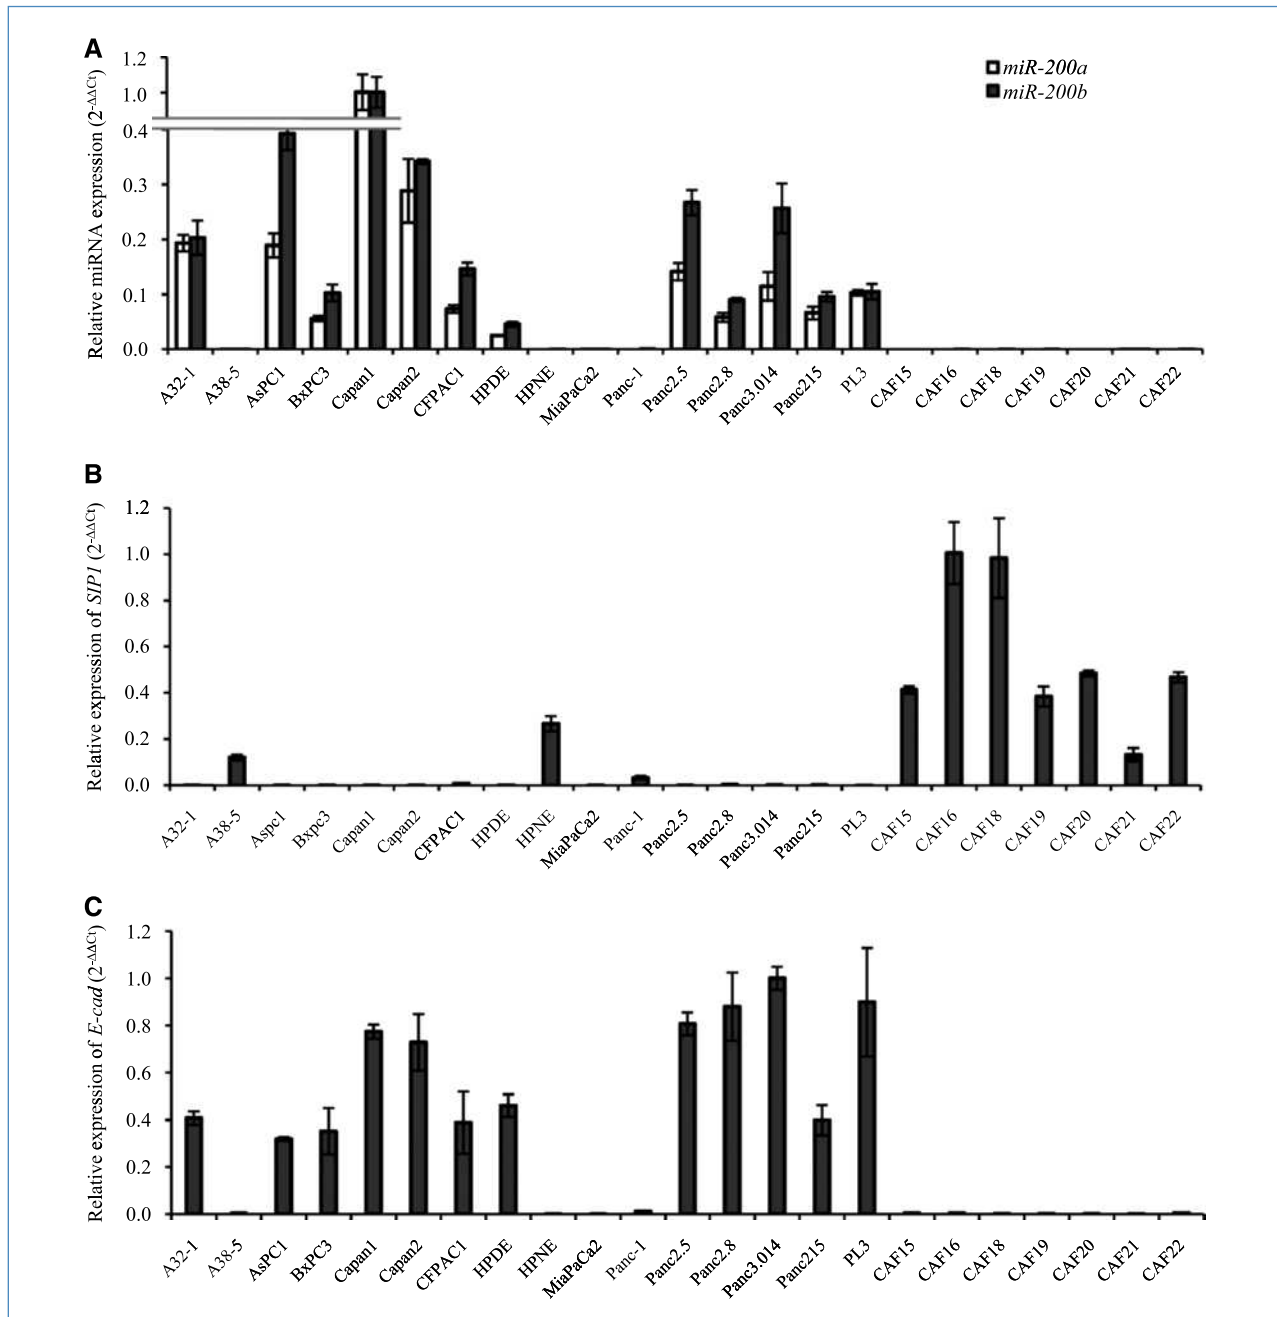 A
Relative miRNA expression (2-ΔΔCt)
1.2
1.0
0.4
0.3
0.2
0.1
0.0
miR-200a
miR-200b
A32-1 A38-5 AsPC1 BxPC3 Capan1 Capan2 CFPAC1 HPDE HPNE MiaPaCa2 Panc-1 Panc2.5 Panc2.8 Panc3.014 Panc215 PL3 CAF15 CAF16 CAF18 CAF19 CAF20 CAF21 CAF22
B
Relative expression of SIP1 (2-ΔΔCt)
1.2
1.0
0.8
0.6
0.4
0.2
0.0
A32-1 A38-5 Aspc1 Bxpc3 Capan1 Capan2 CFPAC1 HPDE HPNE MiaPaCa2 Panc-1 Panc2.5 Panc2.8 Panc3.014 Panc215 PL3 CAF15 CAF16 CAF18 CAF19 CAF20 CAF21 CAF22
C
Relative expression of E-cad (2-ΔΔCt)
1.2
1.0
0.8
0.6
0.4
0.2
0.0
A32-1 A38-5 AsPC1 BxPC3 Capan1 Capan2 CFPAC1 HPDE HPNE MiaPaCa2 Panc-1 Panc2.5 Panc2.8 Panc3.014 Panc215 PL3 CAF15 CAF16 CAF18 CAF19 CAF20 CAF21 CAF22